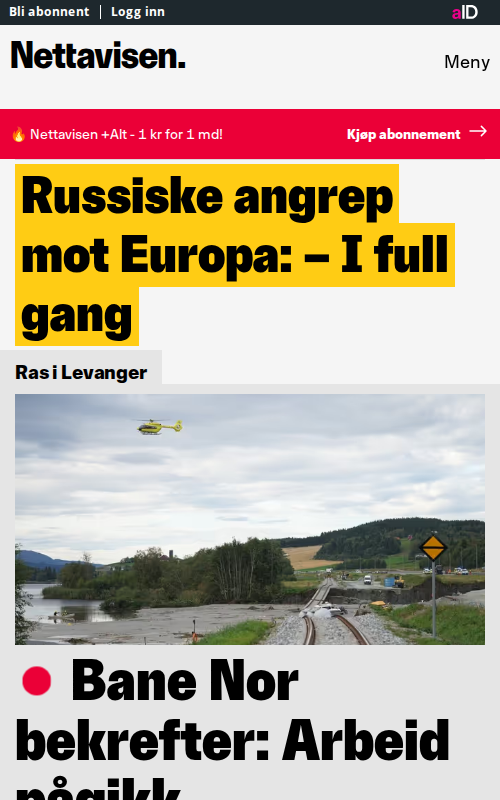 Bli abonnent
Logg inn
aID
Nettavisen.
Meny
🔥 Nettavisen +Alt - 1 kr for 1 md!
Kjøp abonnement →
Russiske angrep
mot Europa: – I full
gang
Ras i Levanger
Bane Nor
bekrefter: Arbeid
pågikk